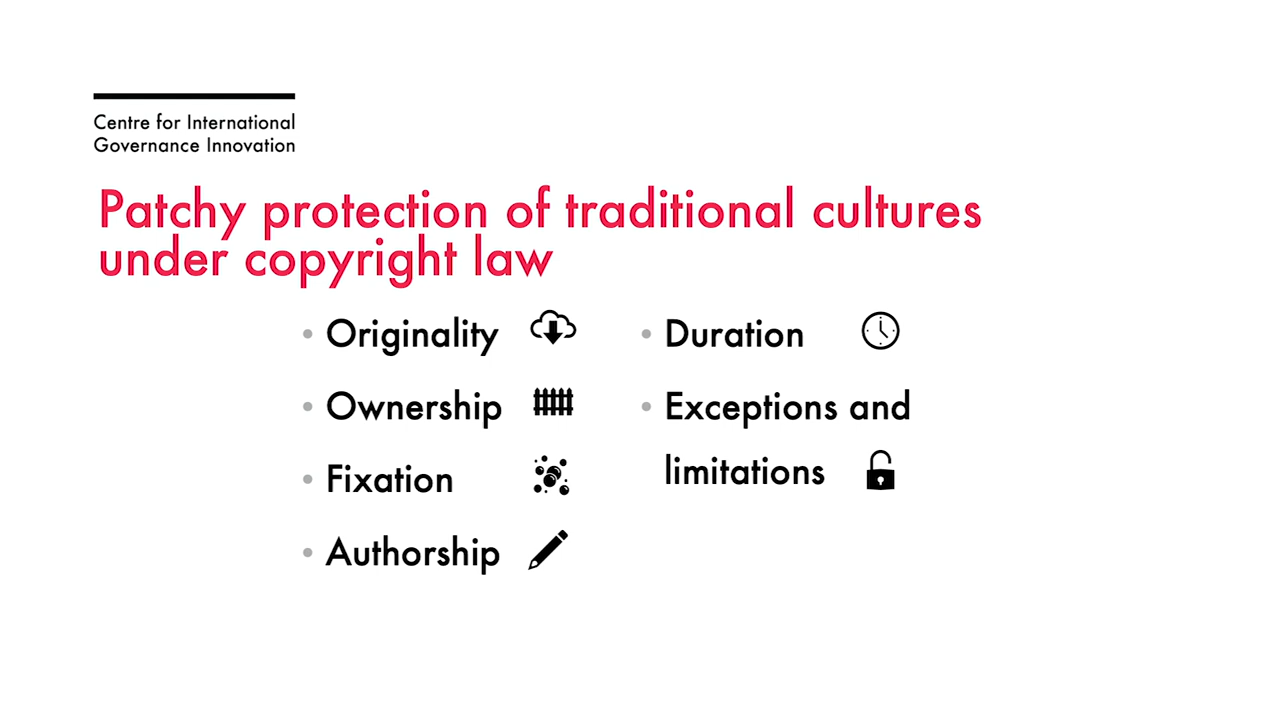 Centre for International
Governance Innovation
Patchy protection of traditional cultures
under copyright law
• Originality
• Ownership
• Fixation
• Authorship
• Duration
• Exceptions and
limitations